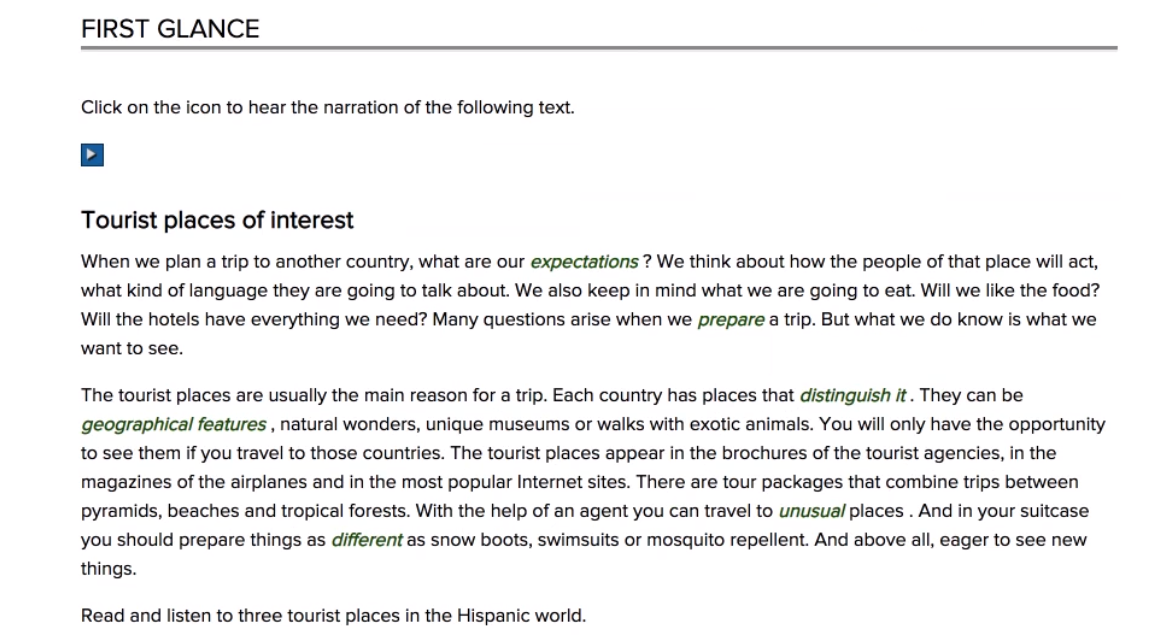 FIRST GLANCE
Click on the icon to hear the narration of the following text.
Tourist places of interest
When we plan a trip to another country, what are our expectations ? We think about how the people of that place will act,
what kind of language they are going to talk about. We also keep in mind what we are going to eat. Will we like the food?
Will the hotels have everything we need? Many questions arise when we prepare a trip. But what we do know is what we
want to see.
The tourist places are usually the main reason for a trip. Each country has places that distinguish it . They can be
geographical features , natural wonders, unique museums or walks with exotic animals. You will only have the opportunity
to see them if you travel to those countries. The tourist places appear in the brochures of the tourist agencies, in the
magazines of the airplanes and in the most popular Internet sites. There are tour packages that combine trips between
pyramids, beaches and tropical forests. With the help of an agent you can travel to unusual places . And in your suitcase
you should prepare things as different as snow boots, swimsuits or mosquito repellent. And above all, eager to see new
things.
Read and listen to three tourist places in the Hispanic world.